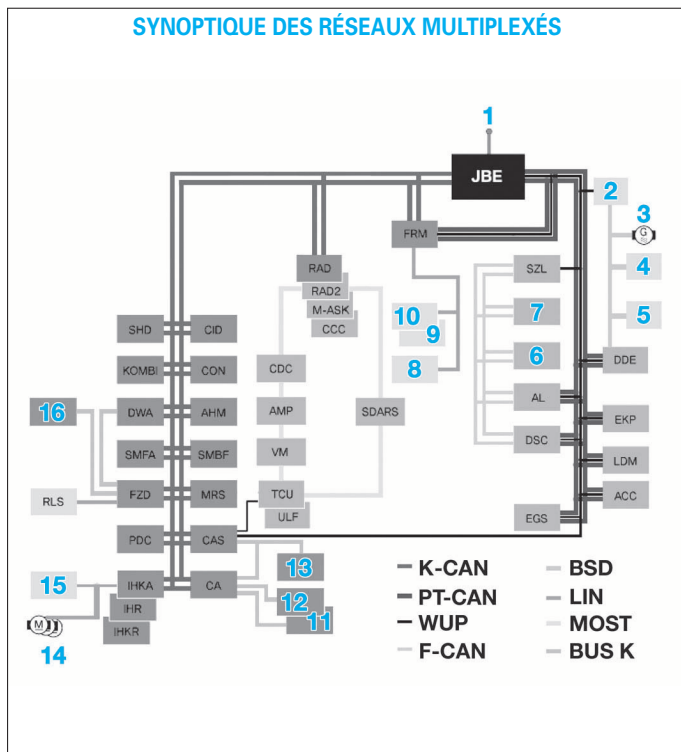 SYNOPTIQUE DES RÉSEAUX MULTIPLEXÉS
1
JBE
2
3
G
FRM
SZL
4
RAD
RAD2
M-ASK
CCC
10
9
7
5
SHD
CID
8
6
DDE
KOMBI
CON
CDC
16
DWA
AHM
AMP
SDARS
AL
EKP
SMFA
SMBF
VM
DSC
LDM
RLS
FZD
MRS
TCU
ULF
EGS
ACC
PDC
CAS
13
15
IHKA
CA
12
11
IHR
IHKR
M
14
K-CAN
BSD
PT-CAN
LIN
WUP
MOST
F-CAN
BUS K